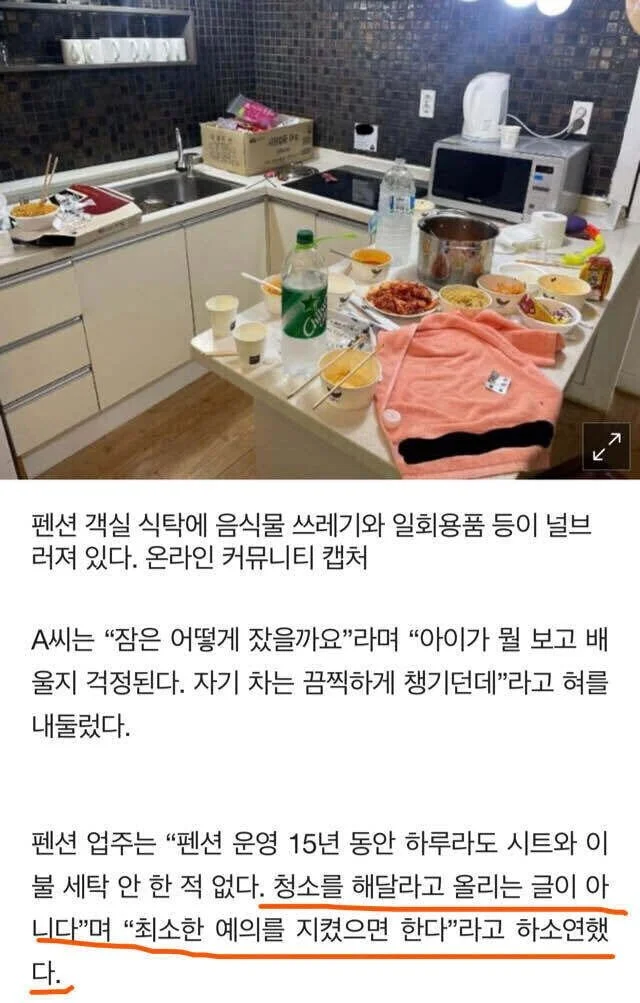 펜션 객실 식탁에 음식물 쓰레기와 일회용품 등이 널브
러져 있다. 온라인 커뮤니티 캡처
A씨는 “잠은 어떻게 잤을까요”라며 “아이가 뭘 보고 배
울지 걱정된다. 자기 차는 끔찍하게 챙기던데”라고 혀를
내둘렀다.
펜션 업주는 “펜션 운영 15년 동안 하루라도 시트와 이
불 세탁 안 한 적 없다. 청소를 해달라고 올리는 글이 아
니다”며 “최소한 예의를 지켰으면 한다”라고 하소연했
다.